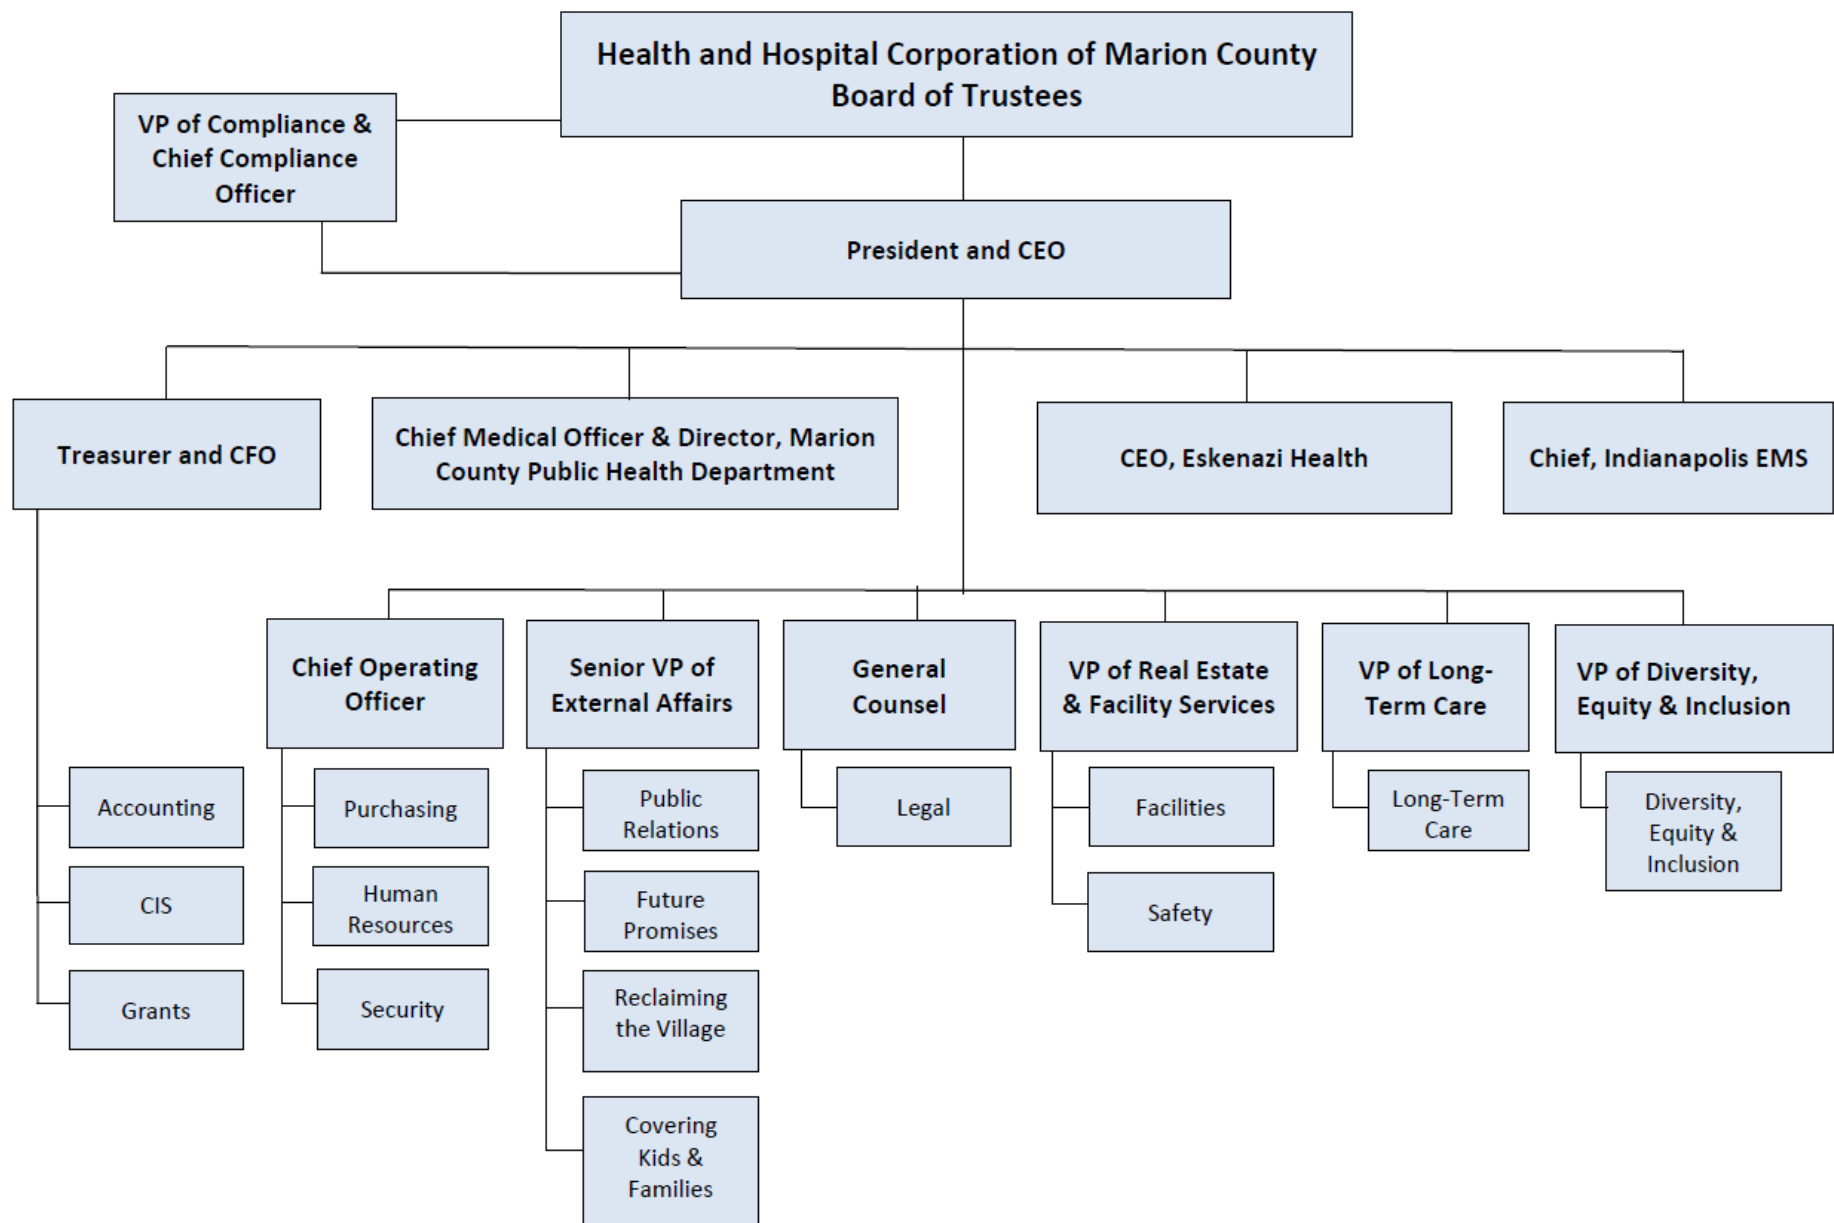 Health and Hospital Corporation of Marion County
Board of Trustees
VP of Compliance &
Chief Compliance
Officer
President and CEO
Treasurer and CFO
Chief Medical Officer & Director, Marion
County Public Health Department
CEO, Eskenazi Health
Chief, Indianapolis EMS
Chief Operating
Officer
Senior VP of
External Affairs
General
Counsel
VP of Real Estate
& Facility Services
VP of Long-
Term Care
VP of Diversity,
Equity & Inclusion
Accounting
CIS
Grants
Purchasing
Human
Resources
Security
Public
Relations
Future
Promises
Reclaiming
the Village
Covering
Kids &
Families
Legal
Facilities
Safety
Long-Term
Care
Diversity,
Equity &
Inclusion